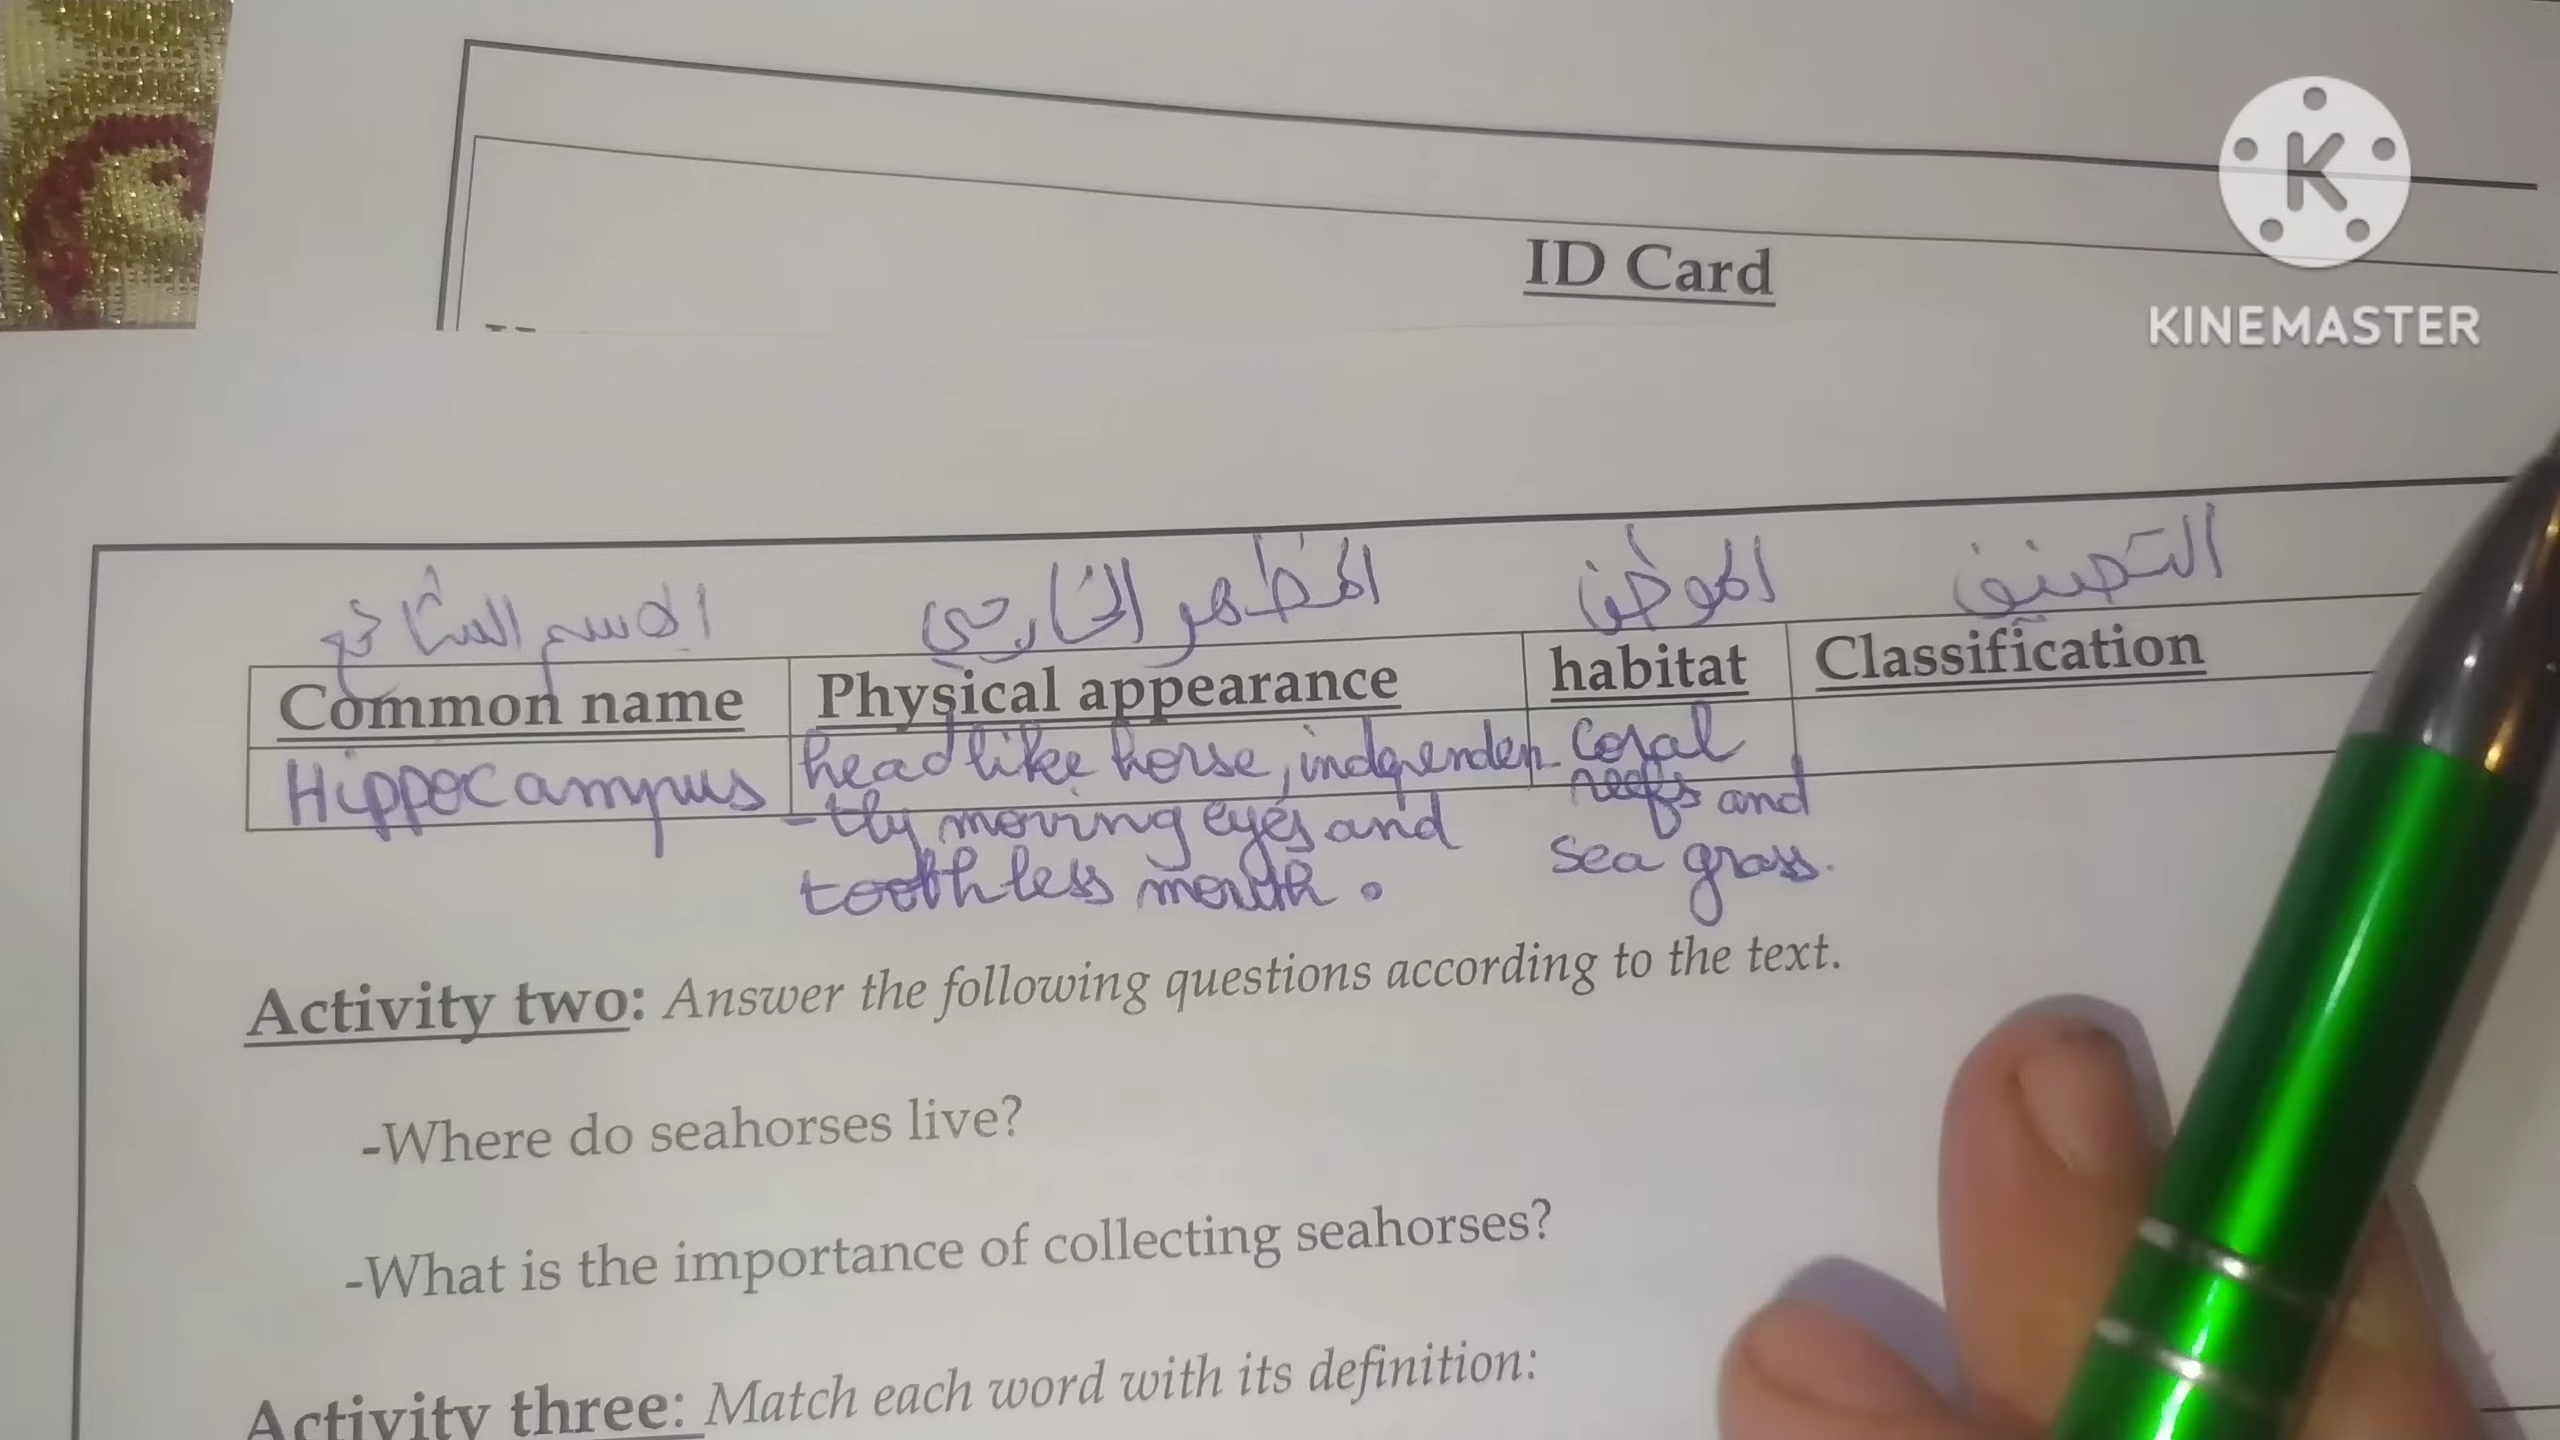 ID Card
KINEMASTER
الاسم الشائع المظهر الخارجي الموطن التصنيف
Common name Physical appearance habitat Classification
Hippocampus head like horse, independen coral
-tly moving eyes and reefs and
toothless mouth. sea grass.
Activity two: Answer the following questions according to the text.
-Where do seahorses live?
-What is the importance of collecting seahorses?
Activity three: Match each word with its definition: